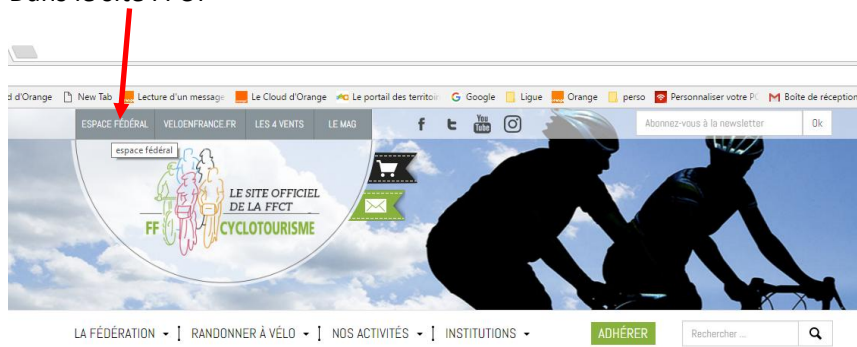 Dans le site FFCT
d d'Orange New Tab Lecture d'un message Le Cloud d'Orange Le portail des territoir Google Ligue Orange perso Personnaliser votre PC Boîte de réception
ESPACE FÉDÉRAL VELOENFRANCE.FR LES 4 VENTS LE MAG f t You Tube Abonnez-vous à la newsletter Ok
espace fédéral
LE SITE OFFICIEL
DE LA FFCT
FF CYCLOTOURISME
LA FÉDÉRATION RANDONNER À VÉLO NOS ACTIVITÉS INSTITUTIONS ADHÉRER Rechercher ...